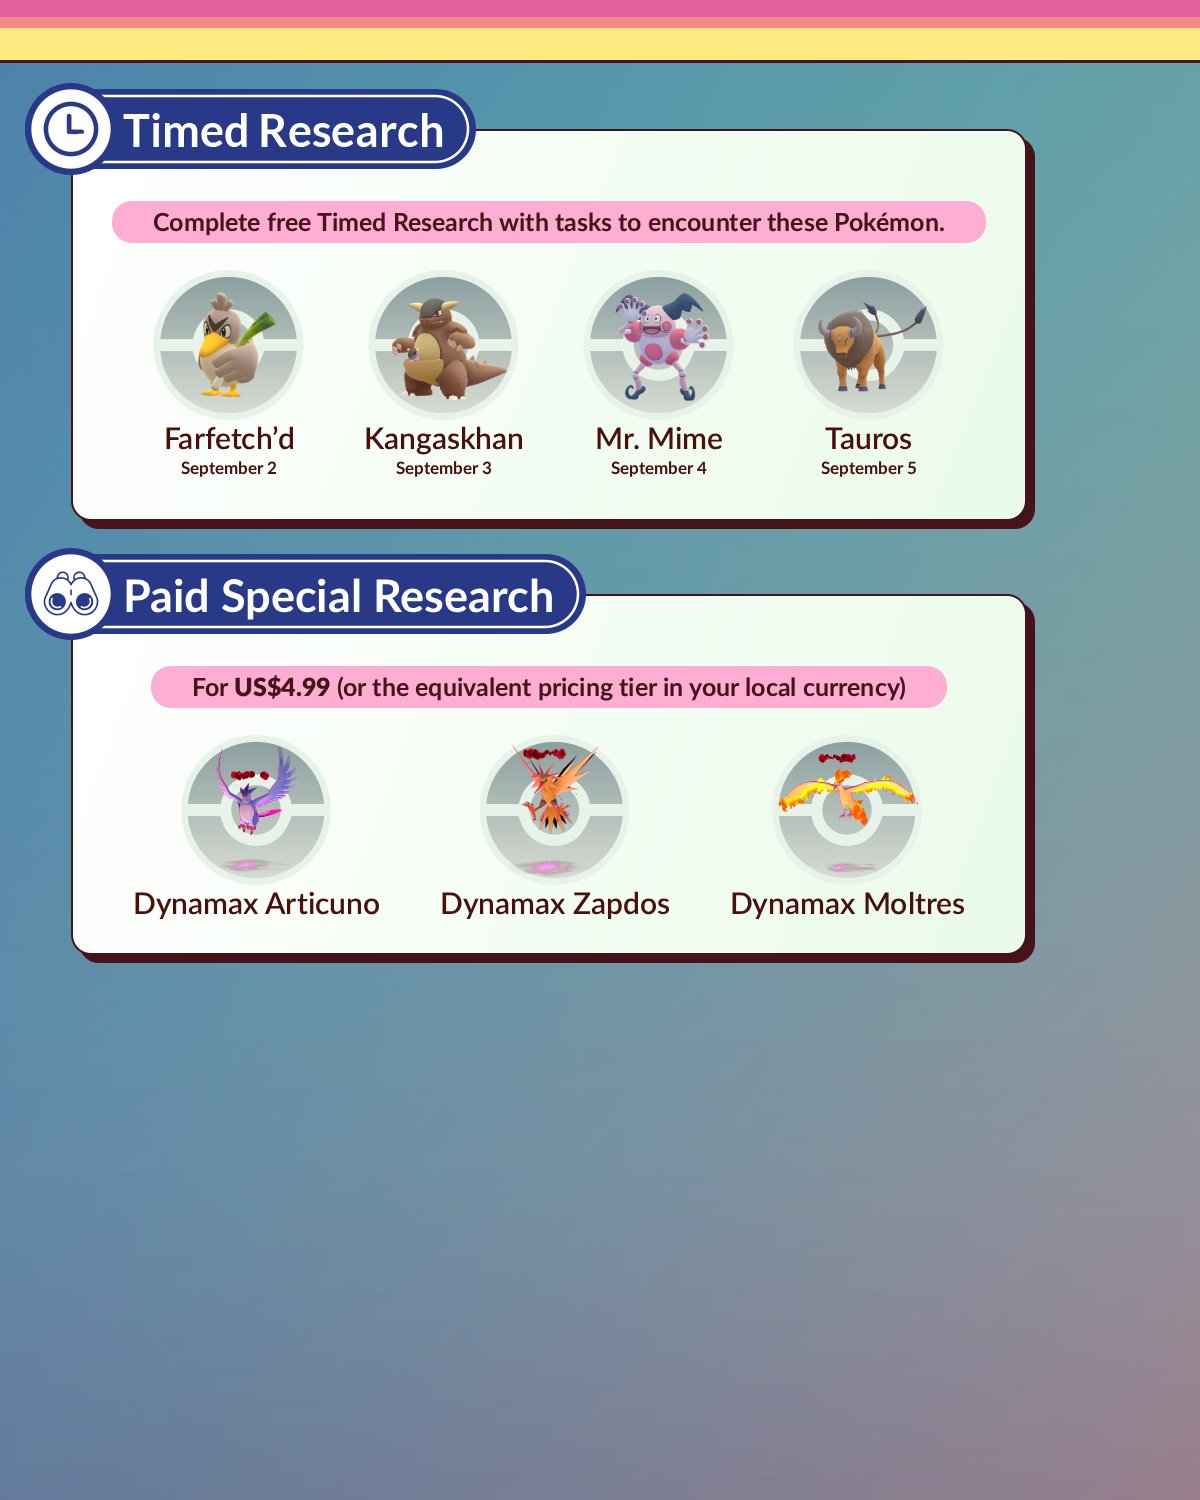 Timed Research
Complete free Timed Research with tasks to encounter these Pokémon.
Farfetch’d
September 2
Kangaskhan
September 3
Mr. Mime
September 4
Tauros
September 5
Paid Special Research
For US$4.99 (or the equivalent pricing tier in your local currency)
Dynamax Articuno
Dynamax Zapdos
Dynamax Moltres